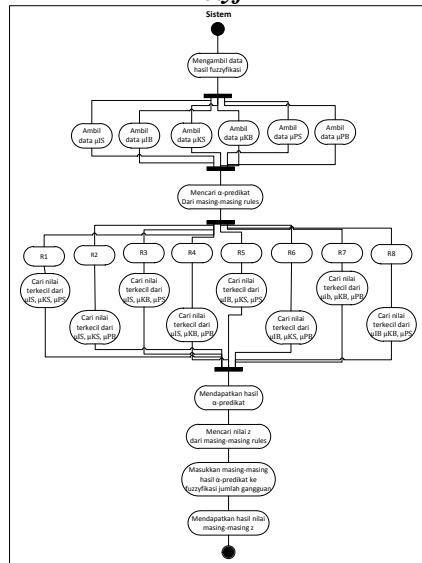 Sistem
Mengambil data
hasil fuzzyfikasi
Ambil
data µIS
Ambil
data µIB
Ambil
data µKS
Ambil
data µKB
Ambil
data µPS
Ambil
data µPB
Mencari α-predikat
Dari masing-masing rules
R1
R2
R3
R4
R5
R6
R7
R8
Cari nilai
terkecil dari
µIS, µKS, µPS
Cari nilai
terkecil dari
µIS, µKS, µPB
Cari nilai
terkecil dari
µIS, µKB, µPS
Cari nilai
terkecil dari
µIS, µKB, µPB
Cari nilai
terkecil dari
µIB, µKS, µPS
Cari nilai
terkecil dari
µIB, µKS, µPB
Cari nilai
terkecil dari
µib, µKB, µPB
Cari nilai
terkecil dari
µIB µKB, µPS
Mendapatkan hasil
α-predikat
Mencari nilai z
dari masing-masing rules
Masukkan masing-masing
hasil α-predikat ke
fuzzyfikasi jumlah gangguan
Mendapatkan hasil nilai
masing-masing z